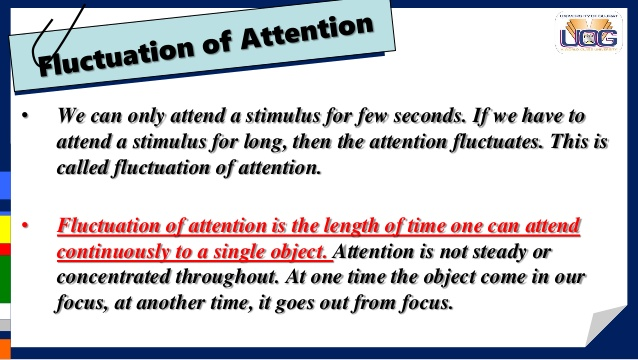 Fluctuation of Attention
UOG
• We can only attend a stimulus for few seconds. If we have to
attend a stimulus for long, then the attention fluctuates. This is
called fluctuation of attention.
• Fluctuation of attention is the length of time one can attend
continuously to a single object. Attention is not steady or
concentrated throughout. At one time the object come in our
focus, at another time, it goes out from focus.